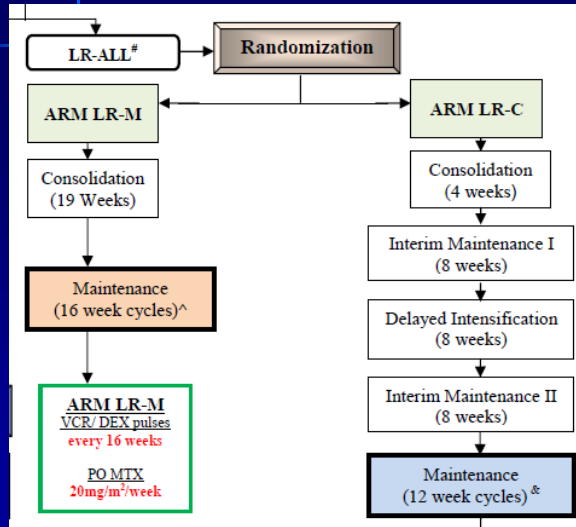 LR-ALL#
Randomization
ARM LR-M
ARM LR-C
Consolidation
(19 Weeks)
Consolidation
(4 weeks)
Interim Maintenance I
(8 weeks)
Maintenance
(16 week cycles)^
Delayed Intensification
(8 weeks)
ARM LR-M
VCR/ DEX pulses
every 16 weeks
PO MTX
20mg/m²/week
Interim Maintenance II
(8 weeks)
Maintenance
(12 week cycles) &